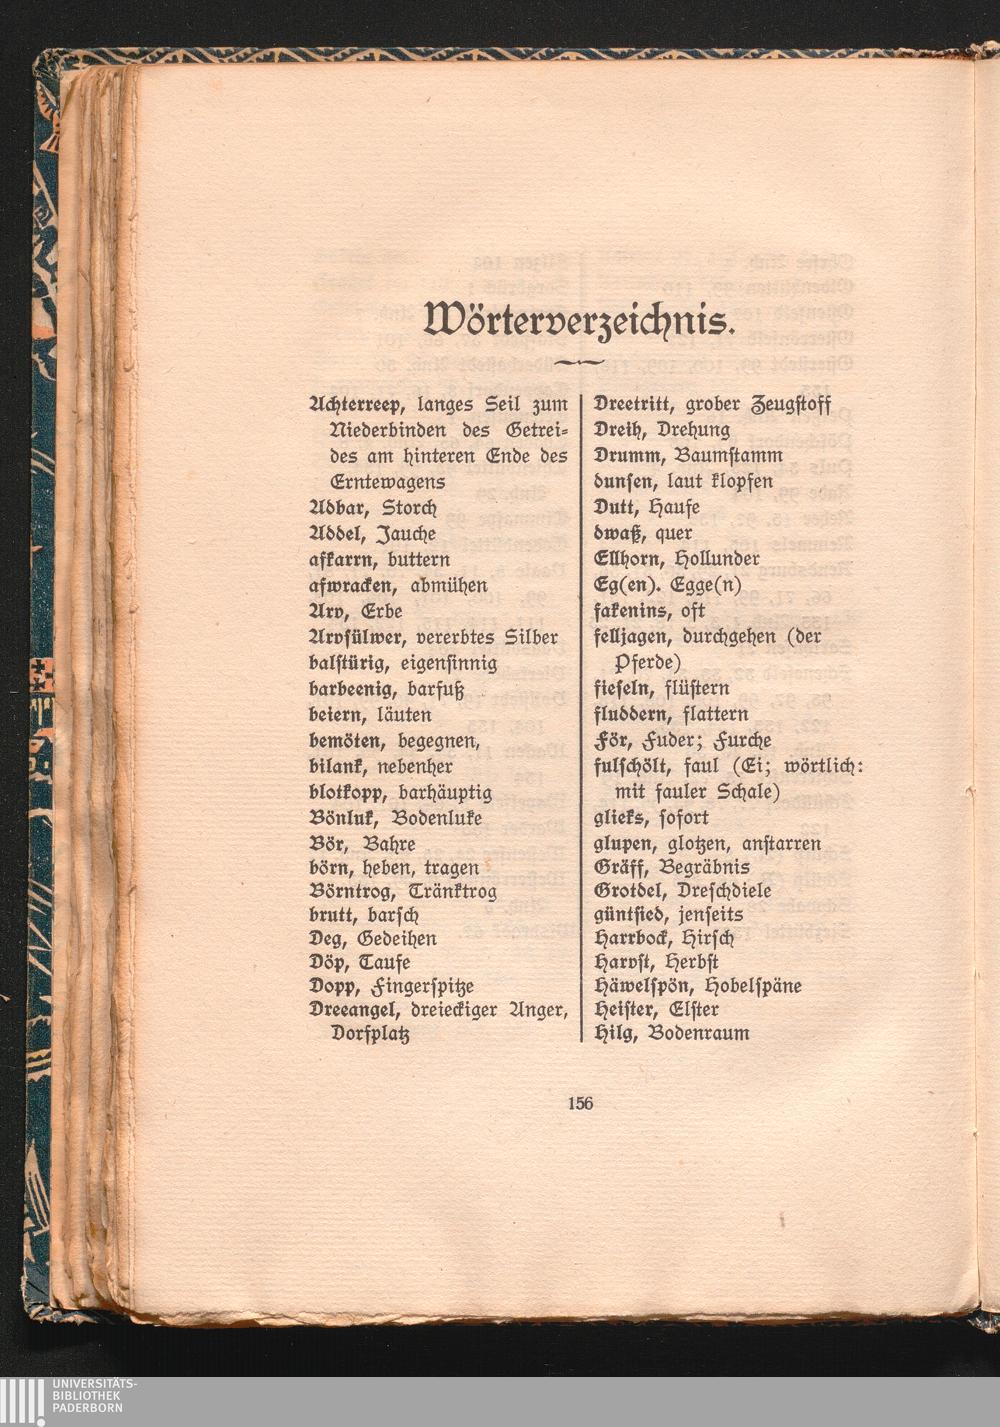 Wörterverzeichnis.
Achterreep, langes Seil zum
Niederbinden des Getrei-
des am hinteren Ende des
Erntewagens
Adbar, Storch
Addel, Jauche
afkarrn, buttern
afwracken, abmühen
Arv, Erbe
Arvsülwer, vererbtes Silber
balstürig, eigensinnig
barbeenig, barfuß
beiern, läuten
bemöten, begegnen,
bilank, nebenher
blotkopp, barhäuptig
Bönluk, Bodenluke
Bör, Bahre
börn, heben, tragen
Börntrog, Tränktrog
brutt, barsch
Deg, Gedeihen
Döp, Taufe
Dopp, Fingerspitze
Dreeangel, dreieckiger Anger,
Dorfplatz
Dreetritt, grober Zeugstoff
Dreih, Drehung
Drumm, Baumstamm
dunsen, laut klopfen
Dutt, Haufe
dwaß, quer
Ellhorn, Hollunder
Eg(en). Egge(n)
fakenins, oft
felljagen, durchgehen (der
Pferde)
fieseln, flüstern
fluddern, flattern
För, Fuder; Furche
fulschölt, faul (Ei; wörtlich:
mit fauler Schale)
glieks, sofort
glupen, glotzen, anstarren
Gräff, Begräbnis
Grotdel, Dreschdiele
güntsied, jenseits
Harrbock, Hirsch
Harvst, Herbst
Häwelspön, Hobelspäne
Heister, Elster
Hilg, Bodenraum
156
UNIVERSITÄTS-
BIBLIOTHEK
PADERBORN